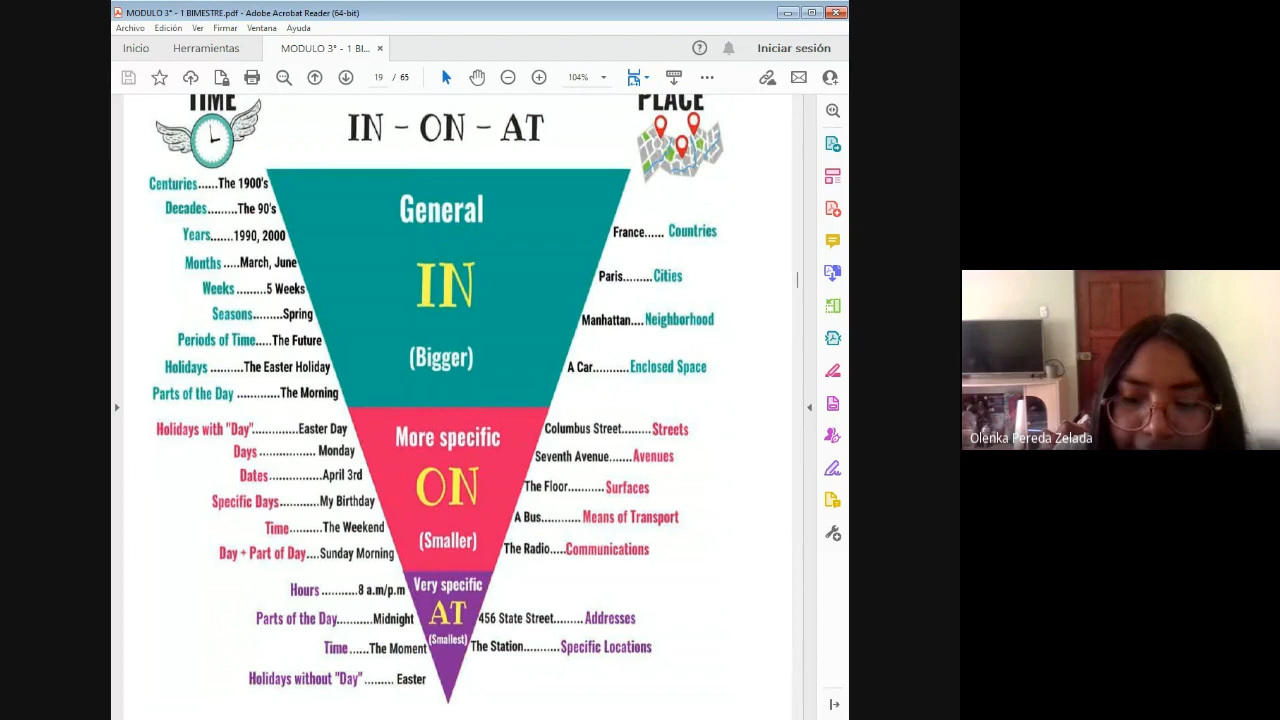 MODULO 3° - 1 BIMESTRE.pdf - Adobe Acrobat Reader (64-bit)
Archivo Edición Ver Firmar Ventana Ayuda
Inicio Herramientas MODULO 3° - 1 BI... × Iniciar sesión
19 / 65 104%
TIME PLACE
IN - ON - AT
Centuries......The 1900's
Decades.........The 90's
Years.......1990, 2000
Months .....March, June
Weeks .........5 Weeks
Seasons.........Spring
Periods of Time.....The Future
Holidays ..........The Easter Holiday
Parts of the Day .............The Morning
General
IN
(Bigger)
France...... Countries
Paris.........Cities
Manhattan....Neighborhood
A Car...........Enclosed Space
Holidays with "Day".............Easter Day
Days ................ Monday
Dates...............April 3rd
Specific Days..........My Birthday
Time.........The Weekend
Day + Part of Day....Sunday Morning
More specific
ON
(Smaller)
Columbus Street.........Streets
Seventh Avenue.......Avenues
The Floor...........Surfaces
A Bus............Means of Transport
The Radio.....Communications
Hours ..........8 a.m/p.m
Parts of the Day..........Midnight
Time ......The Moment
Holidays without "Day" ......... Easter
Very specific
AT
(Smallest)
456 State Street.........Addresses
The Station...........Specific Locations
Olenka Pereda Zelada